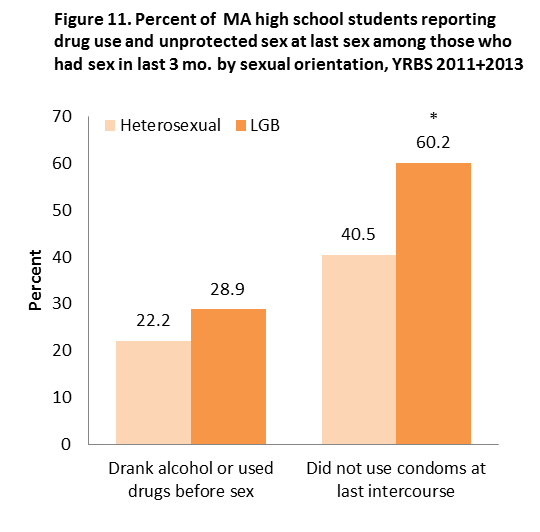 Figure 11. Percent of MA high school students reporting
drug use and unprotected sex at last sex among those who
had sex in last 3 mo. by sexual orientation, YRBS 2011+2013
70
60
50
40
30
20
10
0
Percent
Heterosexual LGB
22.2
28.9
40.5
*
60.2
Drank alcohol or used
drugs before sex
Did not use condoms at
last intercourse